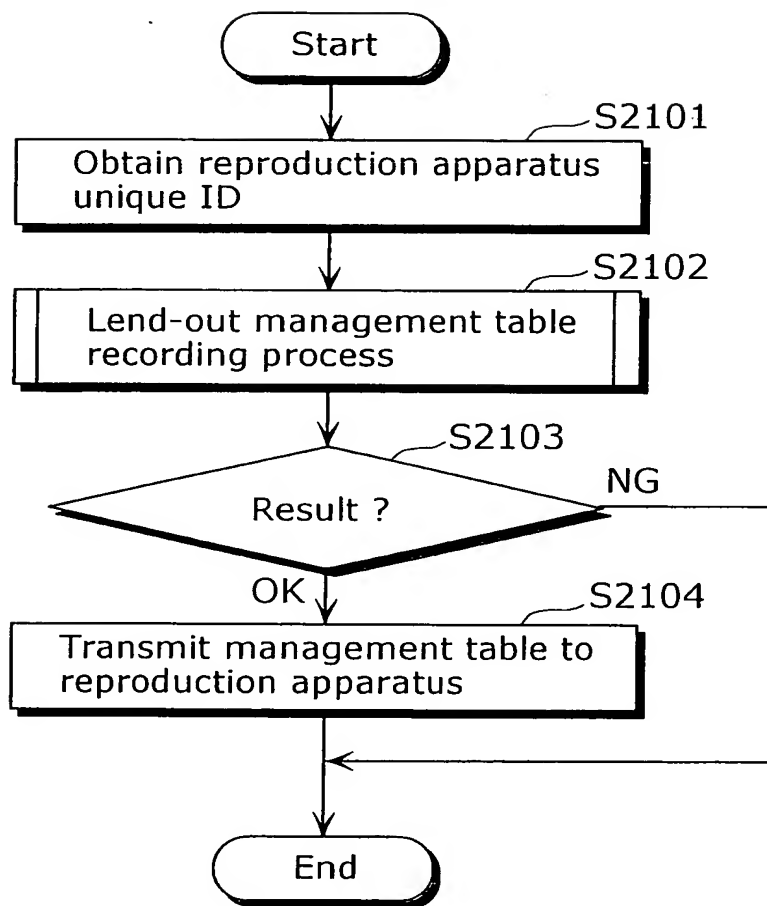 Start
S2101
Obtain reproduction apparatus
unique ID
S2102
Lend-out management table
recording process
S2103
Result ?
NG
OK
S2104
Transmit management table to
reproduction apparatus
End